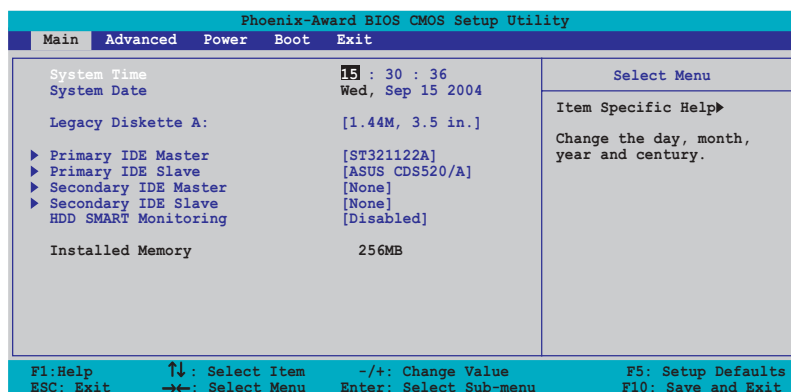 Phoenix-Award BIOS CMOS Setup Utility
Main Advanced Power Boot Exit
System Time 15 : 30 : 36
System Date Wed, Sep 15 2004
Legacy Diskette A: [1.44M, 3.5 in.]
Primary IDE Master [ST321122A]
Primary IDE Slave [ASUS CDS520/A]
Secondary IDE Master [None]
Secondary IDE Slave [None]
HDD SMART Monitoring [Disabled]
Installed Memory 256MB
Select Menu
Item Specific Help
Change the day, month,
year and century.
F1:Help ↑↓ : Select Item -/+: Change Value F5: Setup Defaults
ESC: Exit →←: Select Menu Enter: Select Sub-menu F10: Save and Exit